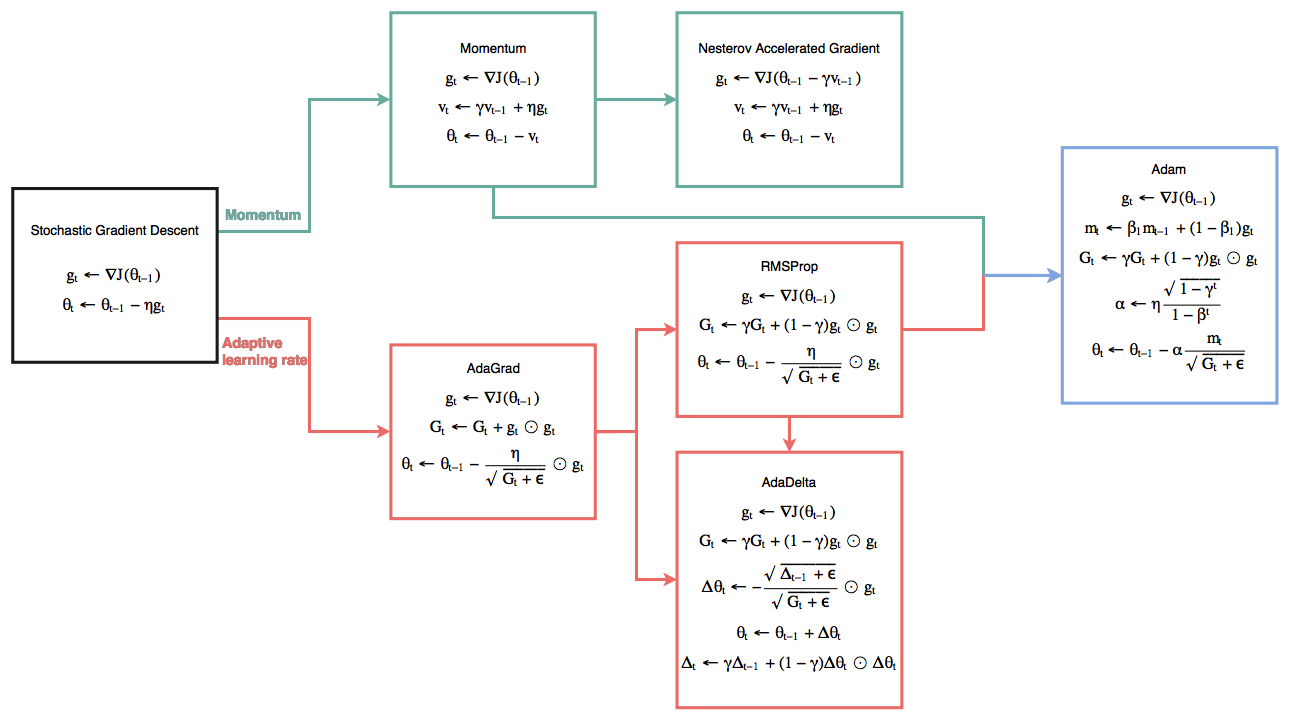 Stochastic Gradient Descent
gₜ ← ∇J(θₜ₋₁)
θₜ ← θₜ₋₁ − ηgₜ
Momentum
Adaptive
learning rate
Momentum
gₜ ← ∇J(θₜ₋₁)
vₜ ← γvₜ₋₁ + ηgₜ
θₜ ← θₜ₋₁ − vₜ
Nesterov Accelerated Gradient
gₜ ← ∇J(θₜ₋₁ − γvₜ₋₁)
vₜ ← γvₜ₋₁ + ηgₜ
θₜ ← θₜ₋₁ − vₜ
AdaGrad
gₜ ← ∇J(θₜ₋₁)
Gₜ ← Gₜ + gₜ ⊙ gₜ
θₜ ← θₜ₋₁ − η/√(Gₜ + ϵ) ⊙ gₜ
RMSProp
gₜ ← ∇J(θₜ₋₁)
Gₜ ← γGₜ + (1 − γ)gₜ ⊙ gₜ
θₜ ← θₜ₋₁ − η/√(Gₜ + ϵ) ⊙ gₜ
AdaDelta
gₜ ← ∇J(θₜ₋₁)
Gₜ ← γGₜ + (1 − γ)gₜ ⊙ gₜ
Δθₜ ← −√(Δₜ₋₁ + ϵ)/√(Gₜ + ϵ) ⊙ gₜ
θₜ ← θₜ₋₁ + Δθₜ
Δₜ ← γΔₜ₋₁ + (1 − γ)Δθₜ ⊙ Δθₜ
Adam
gₜ ← ∇J(θₜ₋₁)
mₜ ← β₁mₜ₋₁ + (1 − β₁)gₜ
Gₜ ← γGₜ + (1 − γ)gₜ ⊙ gₜ
α ← η √(1 − γᵗ)/(1 − βᵗ)
θₜ ← θₜ₋₁ − α mₜ/√(Gₜ + ϵ)